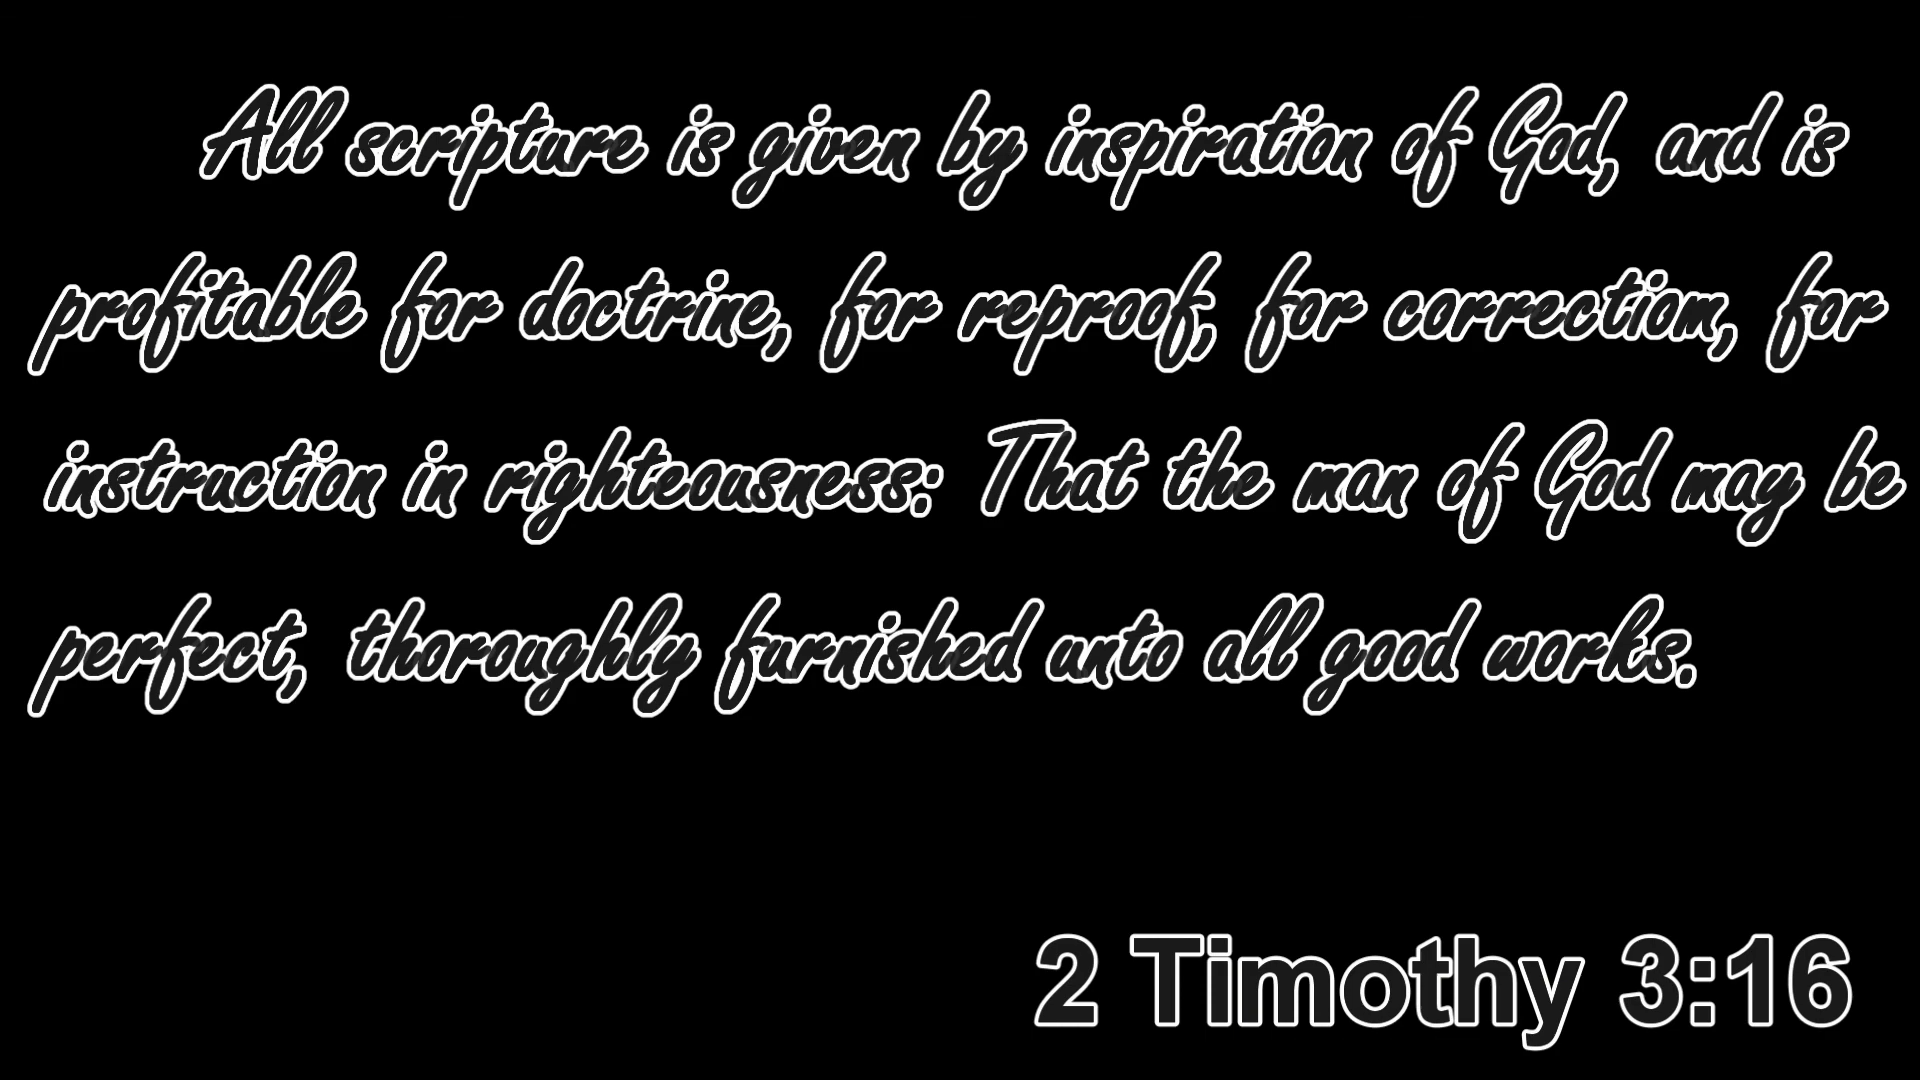 All scripture is given by inspiration of God, and is
profitable for doctrine, for reproof, for correctiom, for
instruction in righteousness: That the man of God may be
perfect, thoroughly furnished unto all good works.
2 Timothy 3:16